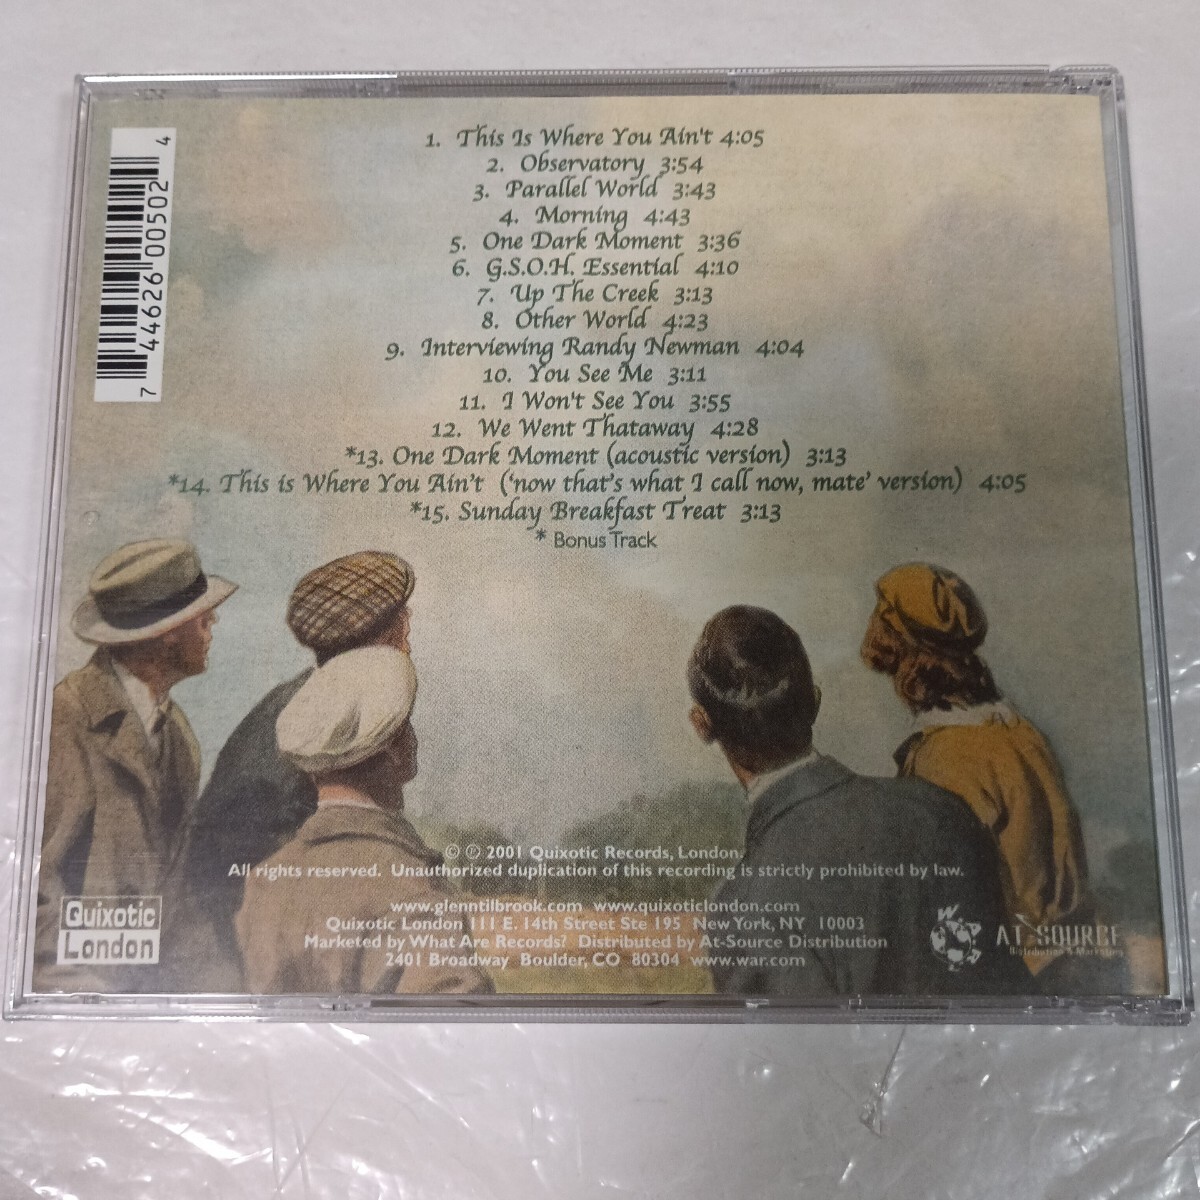 1. This Is Where You Ain't 4:05
2. Observatory 3:54
3. Parallel World 3:43
4. Morning 4:43
5. One Dark Moment 3:36
6. G.S.O.H. Essential 4:10
7. Up The Creek 3:13
8. Other World 4:23
9. Interviewing Randy Newman 4:04
10. You See Me 3:11
11. I Won't See You 3:55
12. We Went Thataway 4:28
*13. One Dark Moment (acoustic version) 3:13
*14. This is Where You Ain't ('now that's what I call now, mate' version) 4:05
*15. Sunday Breakfast Treat 3:13
* Bonus Track
7 44626 00502 4
© ℗ 2001 Quixotic Records, London.
All rights reserved. Unauthorized duplication of this recording is strictly prohibited by law.
www.glenntilbrook.com www.quixoticlondon.com
Quixotic London 111 E. 14th Street Ste 195 New York, NY 10003
Marketed by What Are Records? Distributed by At-Source Distribution
2401 Broadway Boulder, CO 80304 www.war.com
Quixotic
London
W
AT-SOURCE
Distribution & Marketing